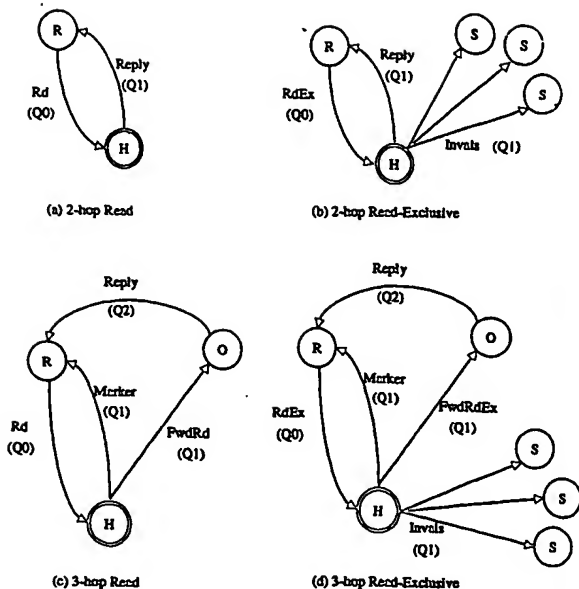 R
Reply
(Q1)
Rd
(Q0)
H
(a) 2-hop Read
R
Reply
(Q1)
RdEx
(Q0)
H
S
S
S
Invals (Q1)
(b) 2-hop Read-Exclusive
Reply
(Q2)
R
O
Marker
(Q1)
Rd
(Q0)
FwdRd
(Q1)
H
(c) 3-hop Read
Reply
(Q2)
R
O
Marker
(Q1)
RdEx
(Q0)
FwdRdEx
(Q1)
H
S
S
S
Invals
(Q1)
(d) 3-hop Read-Exclusive